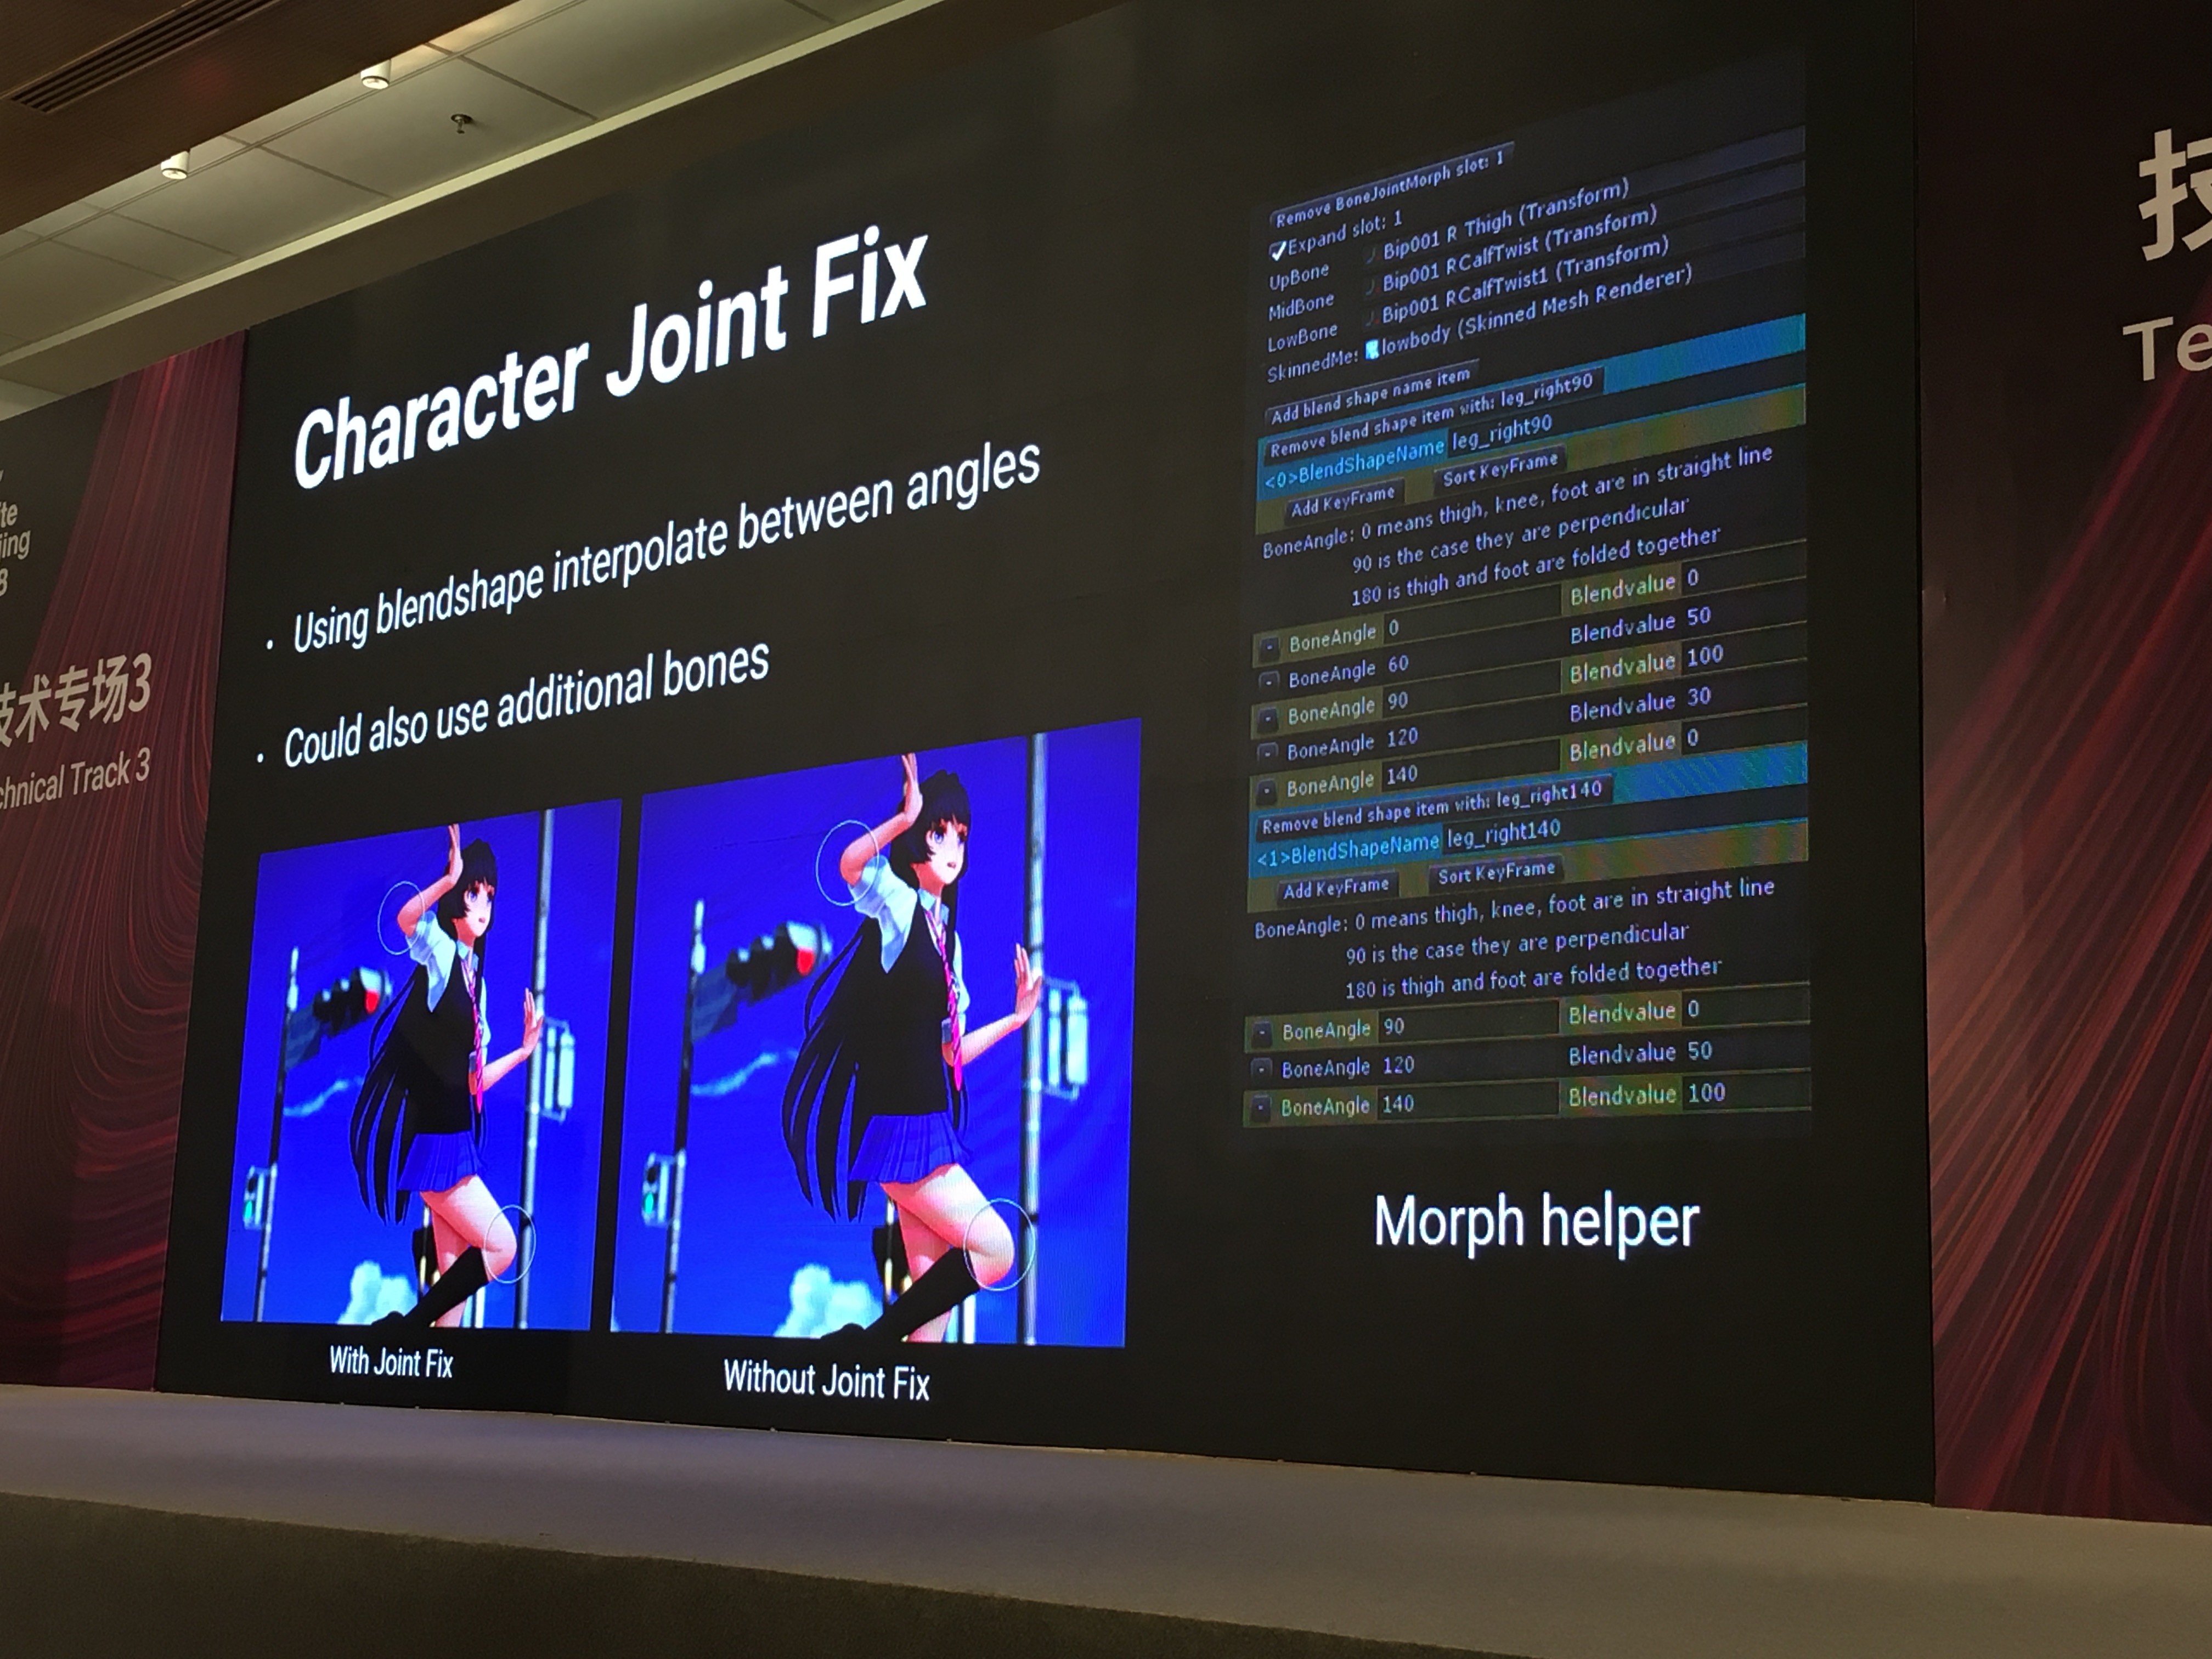 Character Joint Fix
• Using blendshape interpolate between angles
• Could also use additional bones
With Joint Fix
Without Joint Fix
Remove BoneJointMorph slot: 1
Expand slot: 1
UpBone Bip001 R Thigh (Transform)
MidBone Bip001 RCalfTwist (Transform)
LowBone Bip001 RCalfTwist1 (Transform)
SkinnedMe: lowbody (Skinned Mesh Renderer)
Add blend shape name item
Remove blend shape item with: leg_right90
<0>BlendShapeName leg_right90
Add KeyFrame Sort KeyFrame
BoneAngle: 0 means thigh, knee, foot are in straight line
90 is the case they are perpendicular
180 is thigh and foot are folded together
- BoneAngle 0 Blendvalue 0
- BoneAngle 60 Blendvalue 50
- BoneAngle 90 Blendvalue 100
- BoneAngle 120 Blendvalue 30
- BoneAngle 140 Blendvalue 0
Remove blend shape item with: leg_right140
<1>BlendShapeName leg_right140
Add KeyFrame Sort KeyFrame
BoneAngle: 0 means thigh, knee, foot are in straight line
90 is the case they are perpendicular
180 is thigh and foot are folded together
- BoneAngle 90 Blendvalue 0
- BoneAngle 120 Blendvalue 50
- BoneAngle 140 Blendvalue 100
Morph helper
技术专场3
chnical Track 3
技
Te